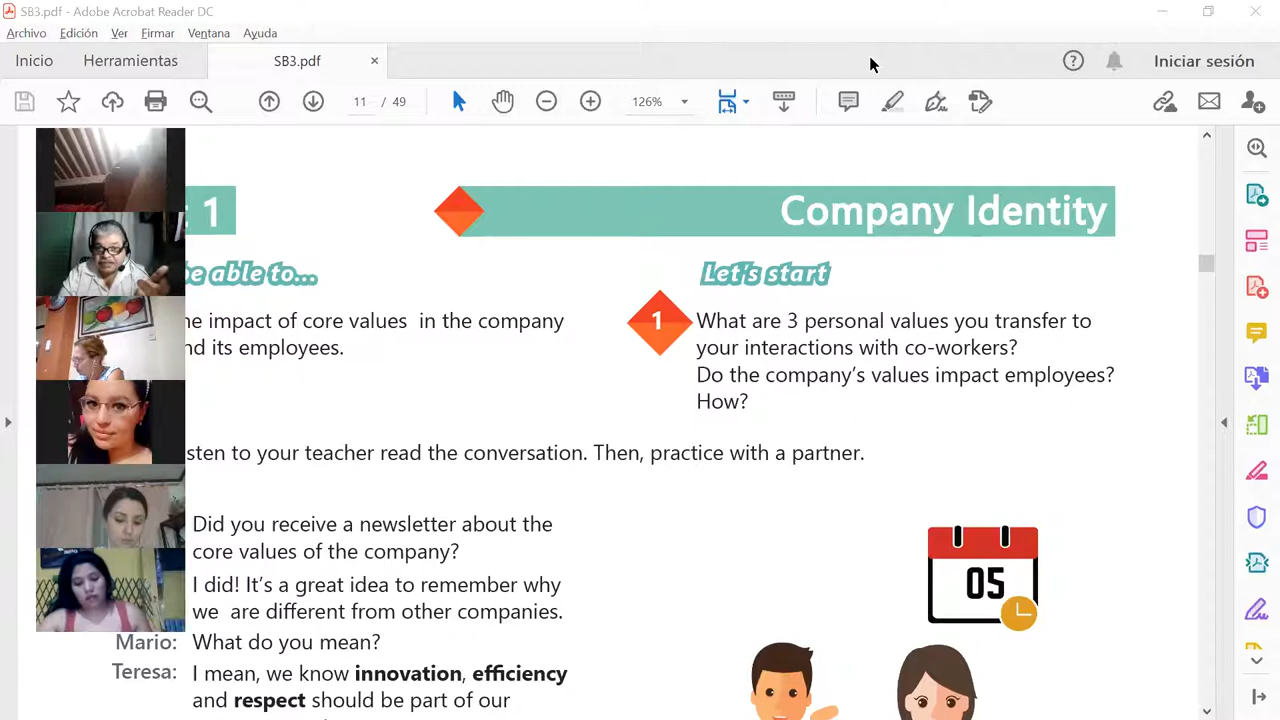 SB3.pdf - Adobe Acrobat Reader DC
Archivo Edición Ver Firmar Ventana Ayuda
Inicio Herramientas SB3.pdf × Iniciar sesión
11 / 49 126%
1 Company Identity
be able to... Let's start
he impact of core values in the company
nd its employees.
1 What are 3 personal values you transfer to
your interactions with co-workers?
Do the company's values impact employees?
How?
sten to your teacher read the conversation. Then, practice with a partner.
Did you receive a newsletter about the
core values of the company?
I did! It's a great idea to remember why
we are different from other companies.
Mario: What do you mean?
Teresa: I mean, we know innovation, efficiency
and respect should be part of our
05